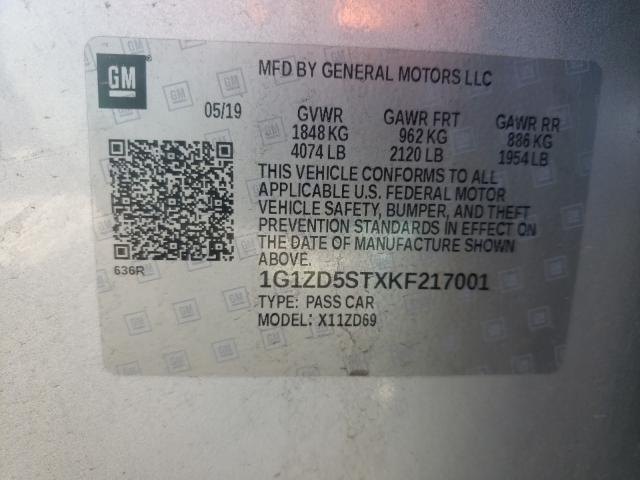 GM
MFD BY GENERAL MOTORS LLC
05/19 GVWR GAWR FRT GAWR RR
1848 KG 962 KG 886 KG
4074 LB 2120 LB 1954 LB
THIS VEHICLE CONFORMS TO ALL
APPLICABLE U.S. FEDERAL MOTOR
VEHICLE SAFETY, BUMPER, AND THEFT
PREVENTION STANDARDS IN EFFECT ON
THE DATE OF MANUFACTURE SHOWN
ABOVE.
636R
1G1ZD5STXKF217001
TYPE: PASS CAR
MODEL: X11ZD69